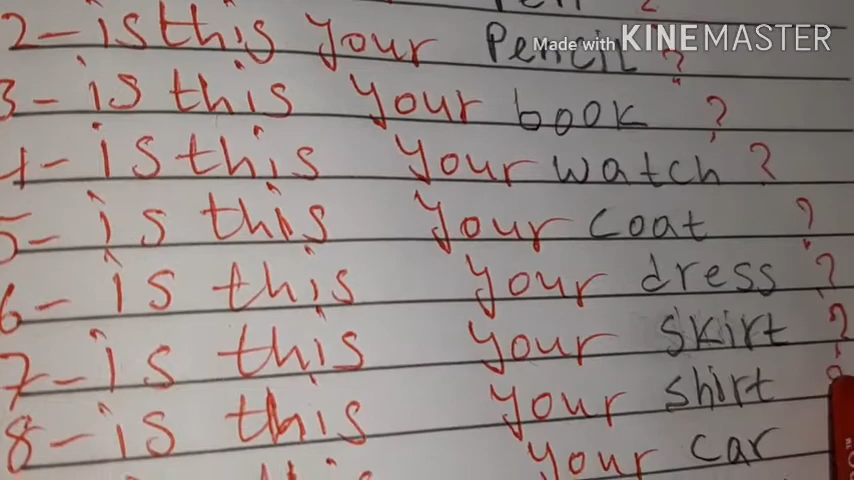 2-is this your Pencil ?
Made with KINEMASTER
3-is this your book ?
4-is this your watch ?
5-is this your coat ?
6-is this your dress ?
7-is this your skirt ?
8-is this your shirt ?
your car